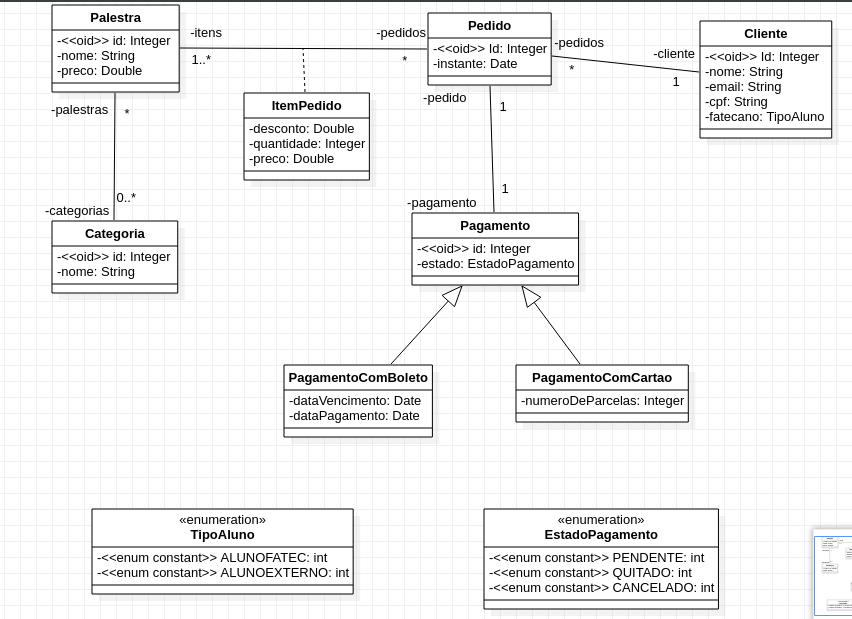 Palestra
-<<oid>> id: Integer
-nome: String
-preco: Double
-itens
1..*
-pedidos
*
Pedido
-<<oid>> Id: Integer
-instante: Date
-pedidos
*
-cliente
1
Cliente
-<<oid>> Id: Integer
-nome: String
-email: String
-cpf: String
-fatecano: TipoAluno
ItemPedido
-desconto: Double
-quantidade: Integer
-preco: Double
-palestras
*
0..*
-categorias
Categoria
-<<oid>> id: Integer
-nome: String
-pedido
1
1
-pagamento
Pagamento
-<<oid>> id: Integer
-estado: EstadoPagamento
PagamentoComBoleto
-dataVencimento: Date
-dataPagamento: Date
PagamentoComCartao
-numeroDeParcelas: Integer
«enumeration»
TipoAluno
-<<enum constant>> ALUNOFATEC: int
-<<enum constant>> ALUNOEXTERNO: int
«enumeration»
EstadoPagamento
-<<enum constant>> PENDENTE: int
-<<enum constant>> QUITADO: int
-<<enum constant>> CANCELADO: int